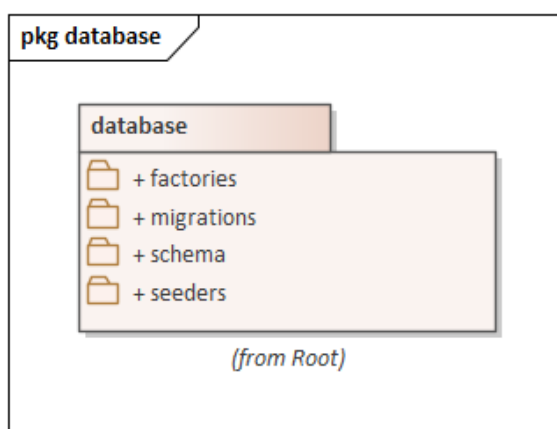 pkg database
database
+ factories
+ migrations
+ schema
+ seeders
(from Root)